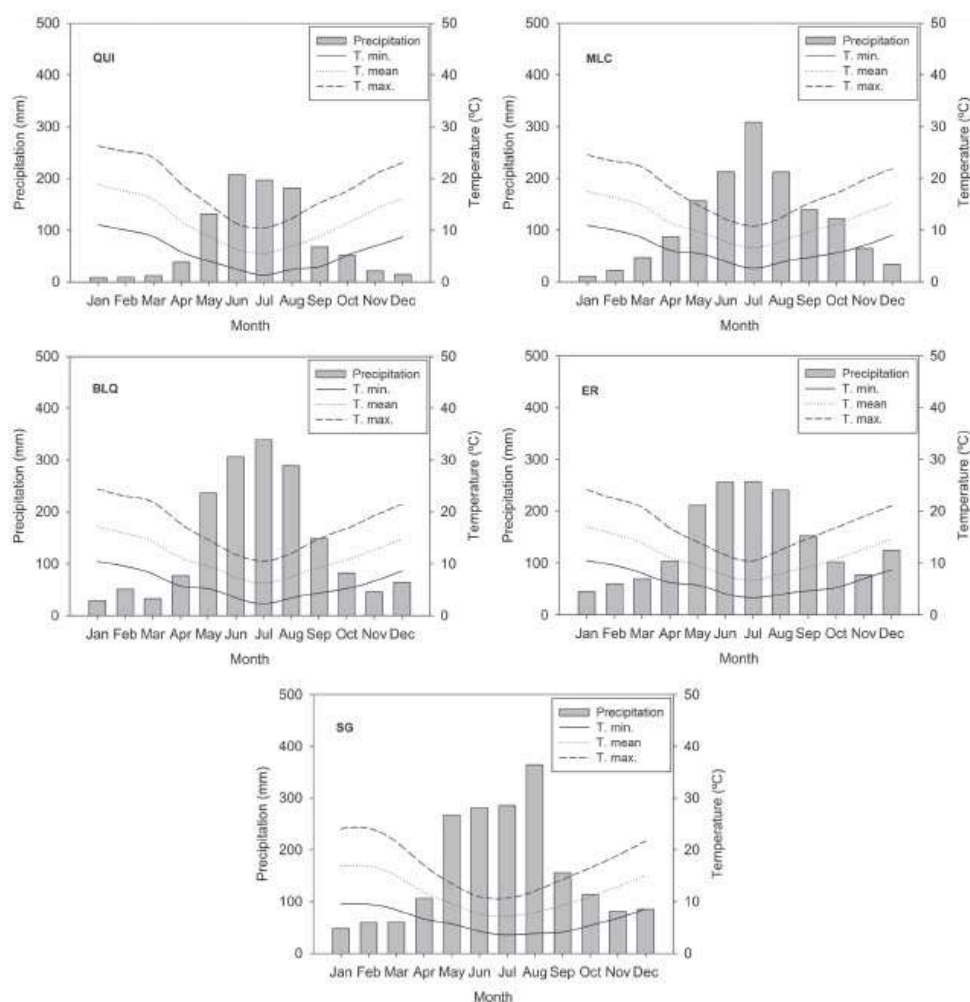 QUI
Precipitation
T. min.
T. mean
T. max.
Precipitation (mm)
500
400
300
200
100
0
50
40
30
20
10
0
Temperature (ºC)
Jan Feb Mar Apr May Jun Jul Aug Sep Oct Nov Dec
Month
MLC
Precipitation
T. min.
T. mean
T. max.
Precipitation (mm)
500
400
300
200
100
0
50
40
30
20
10
0
Temperature (ºC)
Jan Feb Mar Apr May Jun Jul Aug Sep Oct Nov Dec
Month
BLQ
Precipitation
T. min.
T. mean
T. max.
Precipitation (mm)
500
400
300
200
100
0
50
40
30
20
10
0
Temperature (ºC)
Jan Feb Mar Apr May Jun Jul Aug Sep Oct Nov Dec
Month
ER
Precipitation
T. min.
T. mean
T. max.
Precipitation (mm)
500
400
300
200
100
0
50
40
30
20
10
0
Temperature (ºC)
Jan Feb Mar Apr May Jun Jul Aug Sep Oct Nov Dec
Month
SG
Precipitation
T. min.
T. mean
T. max.
Precipitation (mm)
500
400
300
200
100
0
50
40
30
20
10
0
Temperature (ºC)
Jan Feb Mar Apr May Jun Jul Aug Sep Oct Nov Dec
Month